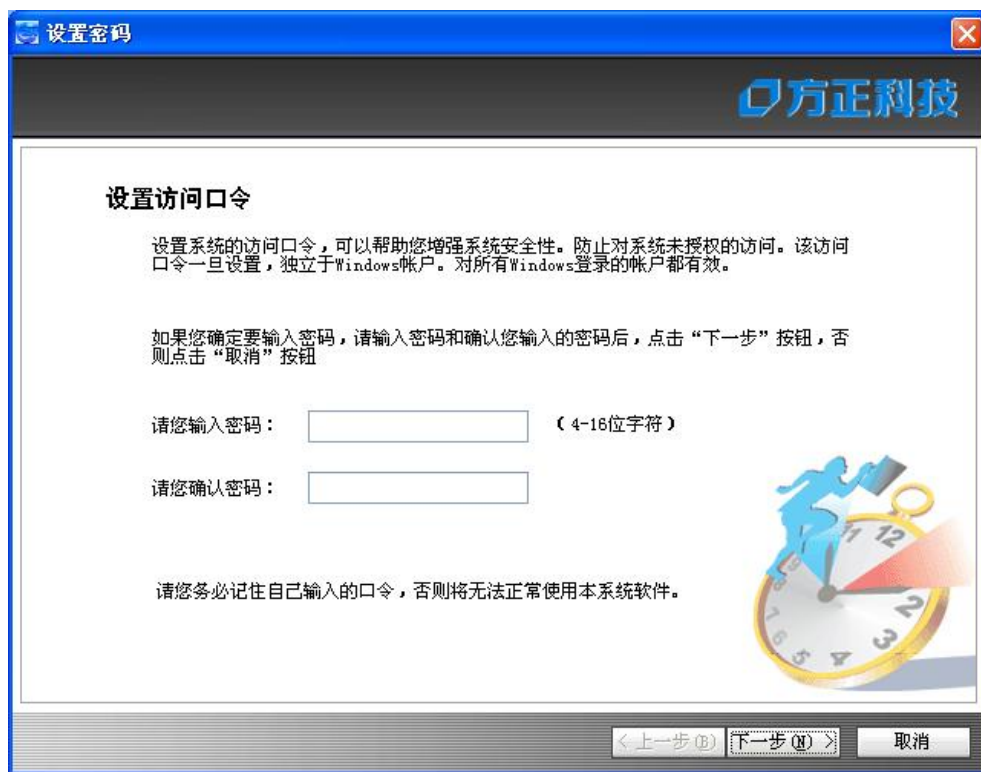 设置密码
方正科技
设置访问口令
设置系统的访问口令，可以帮助您增强系统安全性。防止对系统未授权的访问。该访问
口令一旦设置，独立于Windows帐户。对所有Windows登录的帐户都有效。
如果您确定要输入密码，请输入密码和确认您输入的密码后，点击“下一步”按钮，否
则点击“取消”按钮
请您输入密码：
（4-16位字符）
请您确认密码：
11 12
2
3
4
5
6
7
请您务必记住自己输入的口令，否则将无法正常使用本系统软件。
< 上一步(B)
下一步(N) >
取消